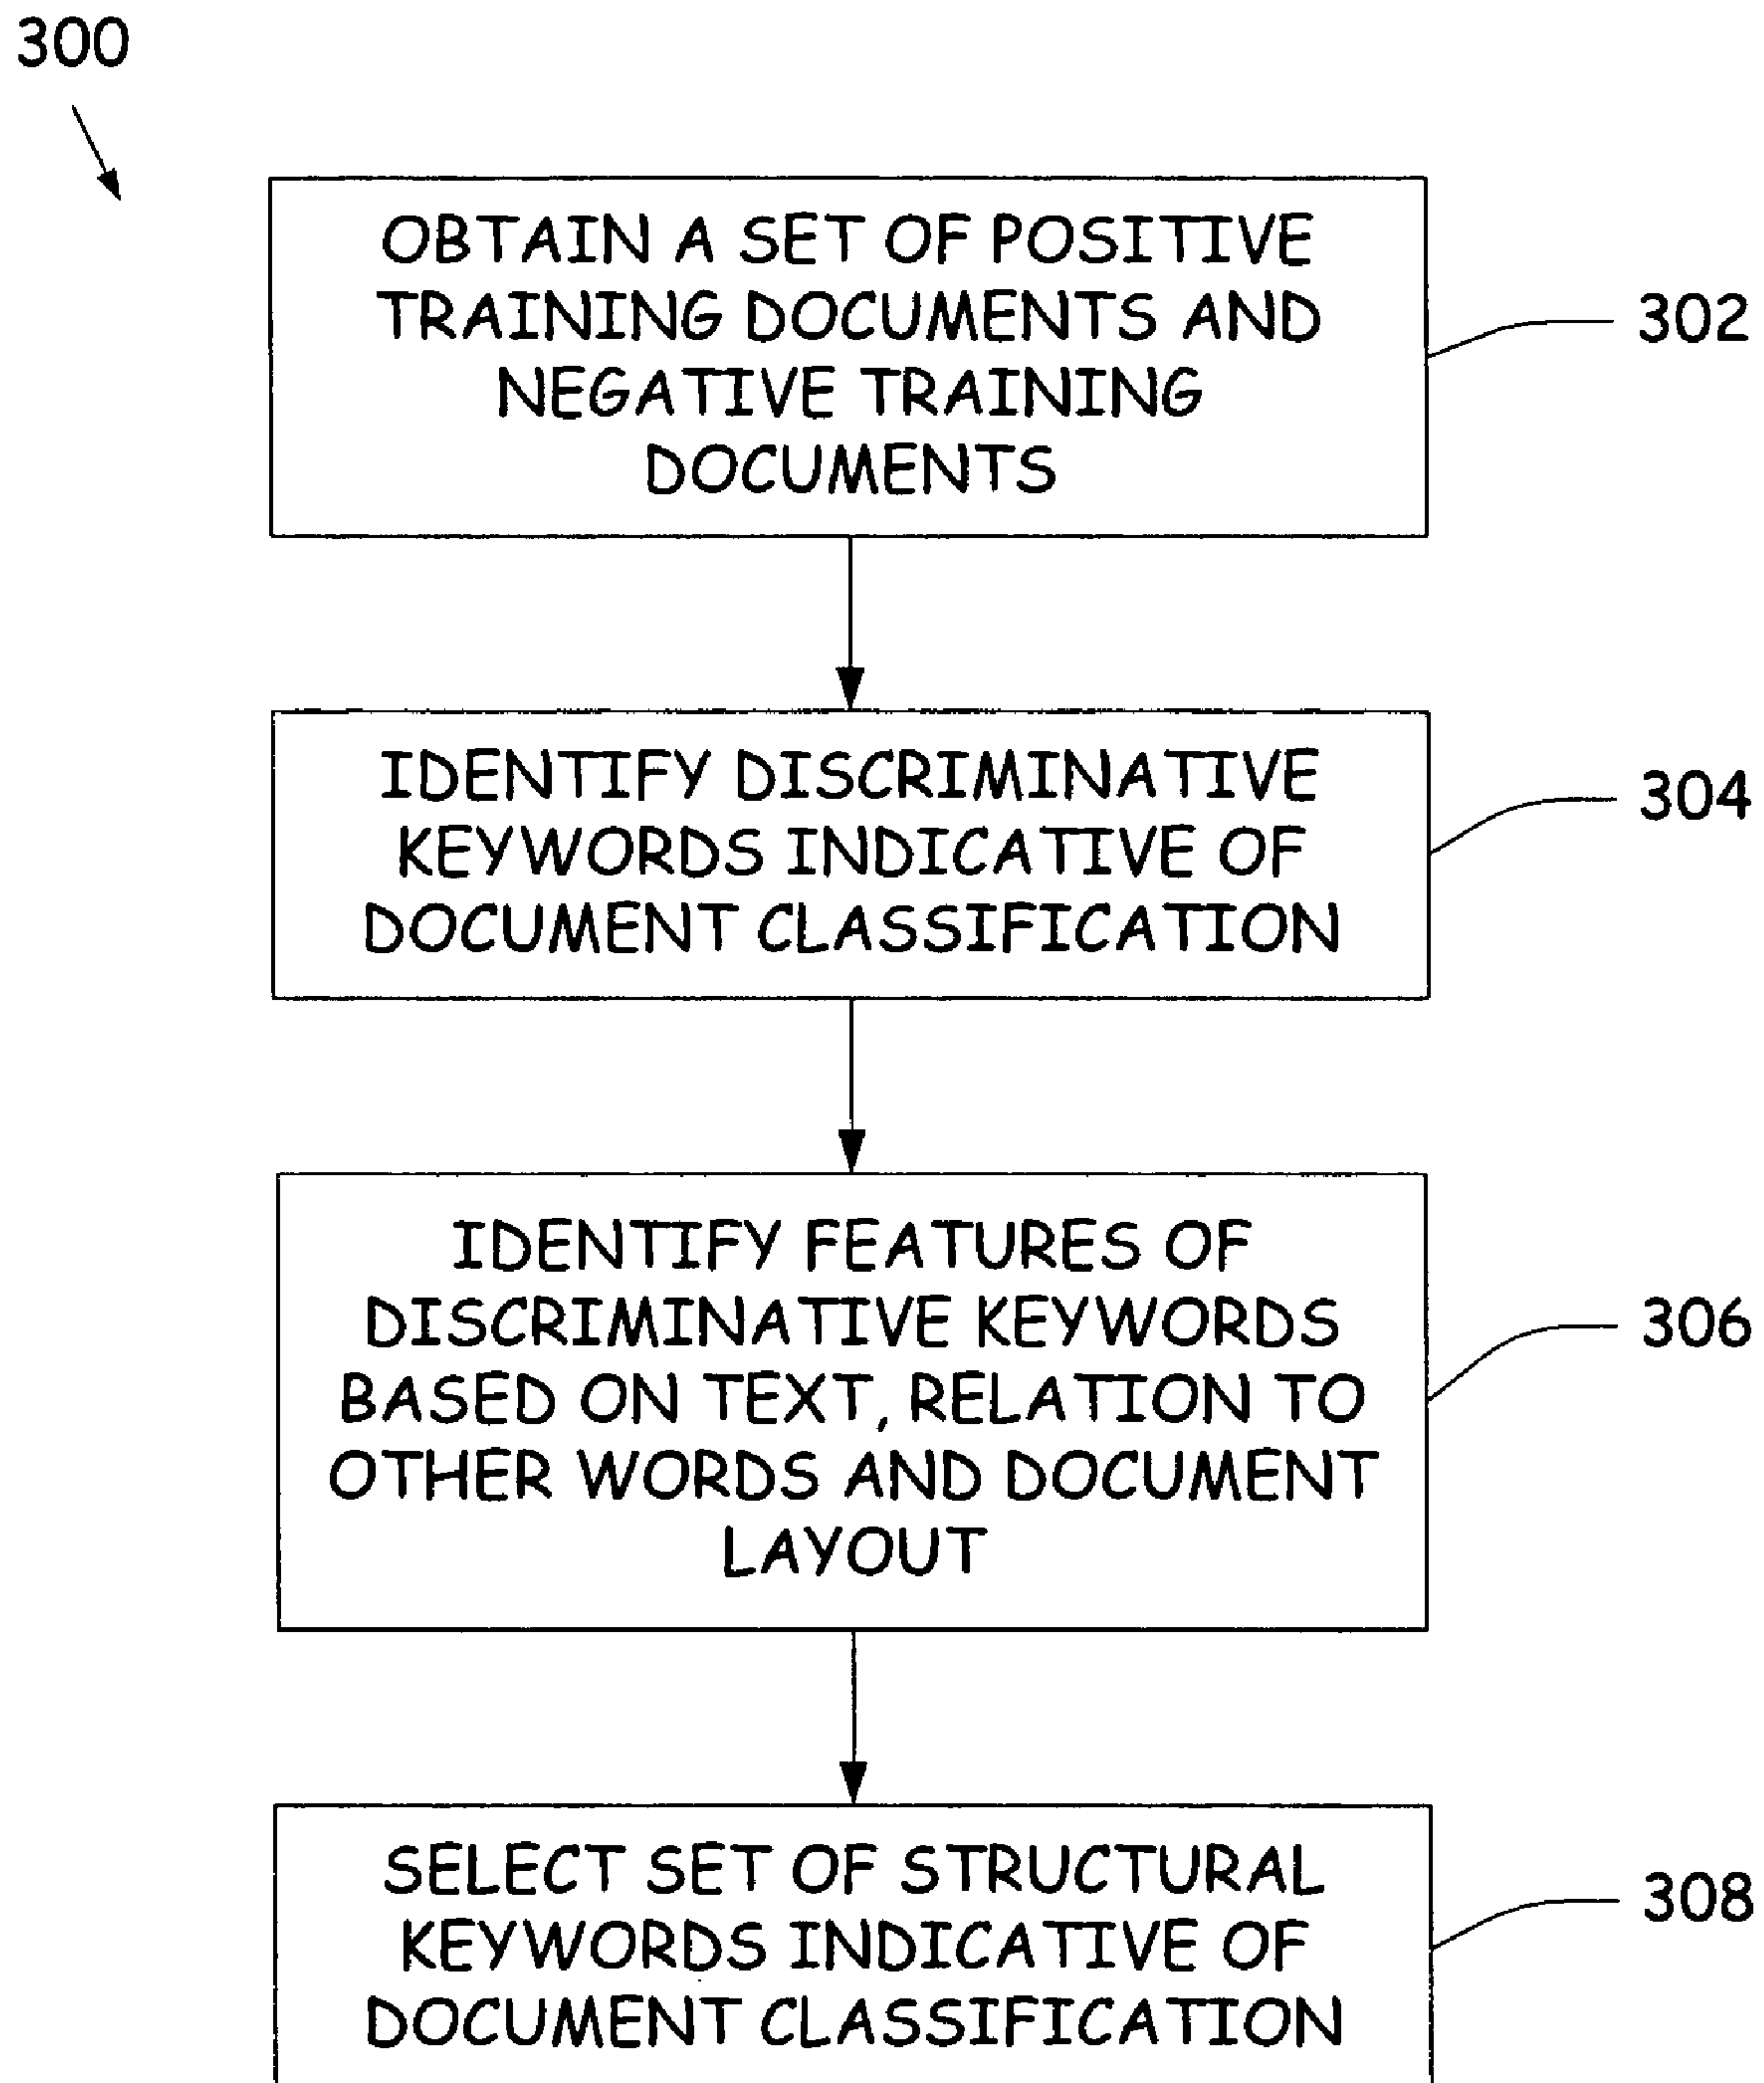 300
OBTAIN A SET OF POSITIVE
TRAINING DOCUMENTS AND
NEGATIVE TRAINING
DOCUMENTS
302
IDENTIFY DISCRIMINATIVE
KEYWORDS INDICATIVE OF
DOCUMENT CLASSIFICATION
304
IDENTIFY FEATURES OF
DISCRIMINATIVE KEYWORDS
BASED ON TEXT, RELATION TO
OTHER WORDS AND DOCUMENT
LAYOUT
306
SELECT SET OF STRUCTURAL
KEYWORDS INDICATIVE OF
DOCUMENT CLASSIFICATION
308